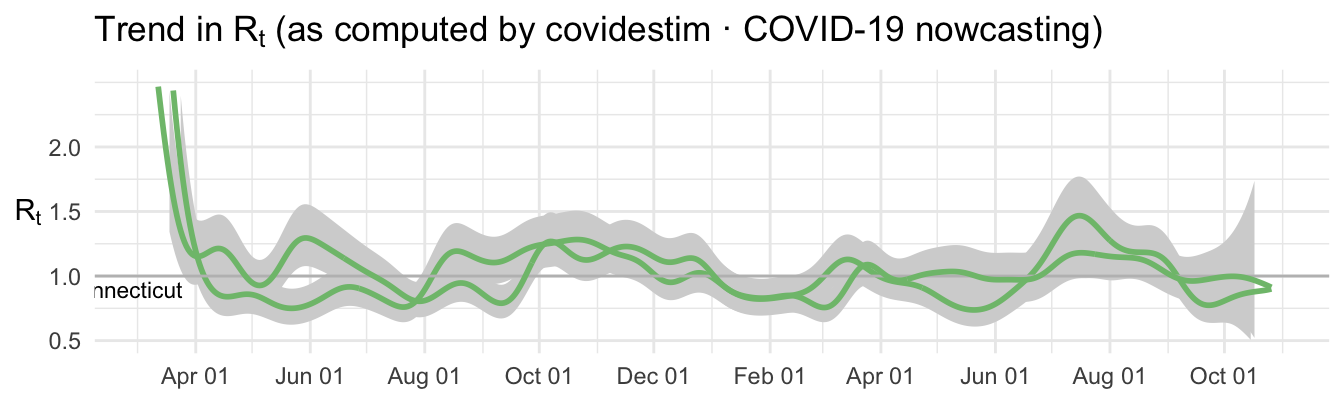 Trend in Rt (as computed by covidestim · COVID-19 nowcasting)
2.0
Rt
1.5
1.0
nnecticut
0.5
Apr 01 Jun 01 Aug 01 Oct 01 Dec 01 Feb 01 Apr 01 Jun 01 Aug 01 Oct 01